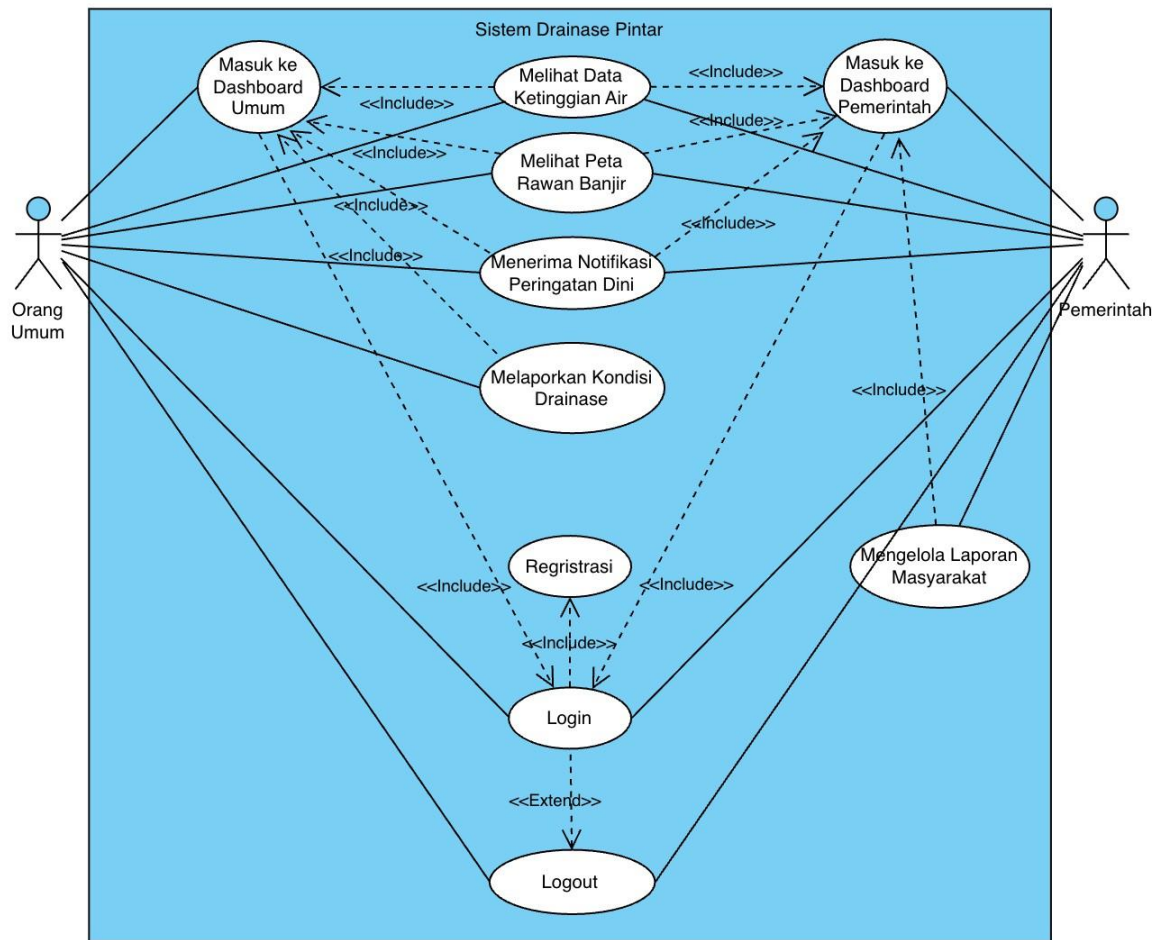 Sistem Drainase Pintar
Masuk ke
Dashboard
Umum
<<Include>>
Melihat Data
Ketinggian Air
<<Include>>
Masuk ke
Dashboard
Pemerintah
<<Include>>
Melihat Peta
Rawan Banjir
<<Include>>
<<Include>>
<<Include>>
<<Include>>
Menerima Notifikasi
Peringatan Dini
Orang
Umum
Pemerintah
Melaporkan Kondisi
Drainase
<<Include>>
Mengelola Laporan
Masyarakat
Regristrasi
<<Include>>
<<Include>>
<<Include>>
Login
<<Extend>>
Logout